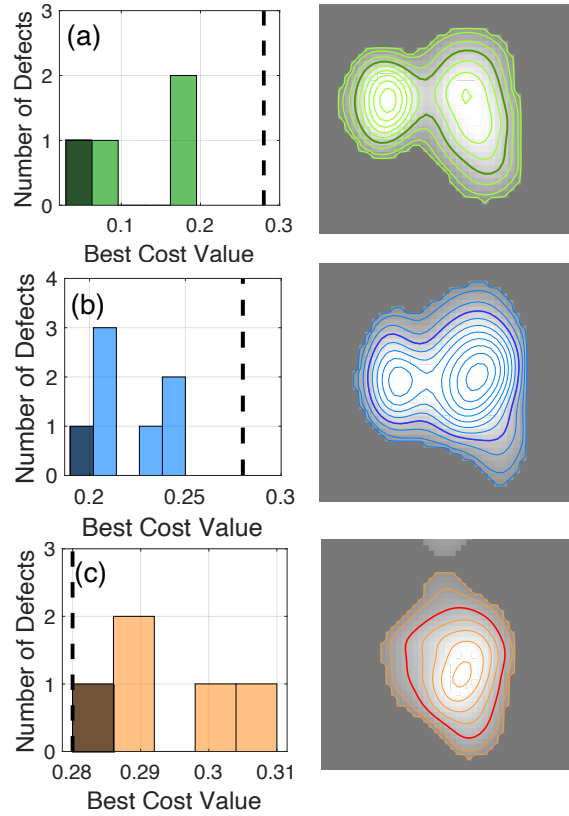 (a)
Number of Defects
3
2
1
0
0.1
0.2
0.3
Best Cost Value
(b)
Number of Defects
4
3
2
1
0
0.2
0.25
0.3
Best Cost Value
(c)
Number of Defects
3
2
1
0
0.28
0.29
0.3
0.31
Best Cost Value